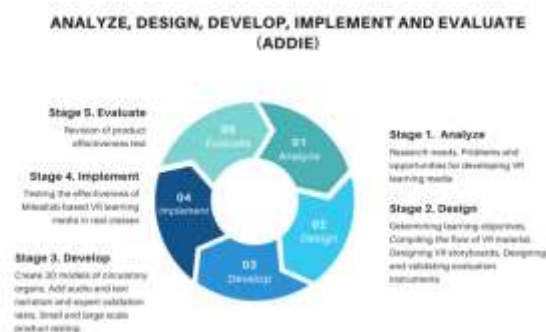 ANALYZE, DESIGN, DEVELOP, IMPLEMENT AND EVALUATE
(ADDIE)
Stage 5. Evaluate
Revision of product
effectiveness test
Stage 4. Implement
Testing the effectiveness of
Millealab-based VR learning
media in real classes
Stage 3. Develop
Create 3D models of circulatory
organs, Add audio and text
narration and expert validation
tests, Small and large scale
product testing
05
Evaluate
01
Analyze
04
Implement
02
Design
03
Develop
Stage 1. Analyze
Research needs, Problems and
opportunities for developing VR
learning media
Stage 2. Design
Determining learning objectives,
Compiling the flow of VR material,
Designing VR storyboards, Designing
and validating evaluation
instruments